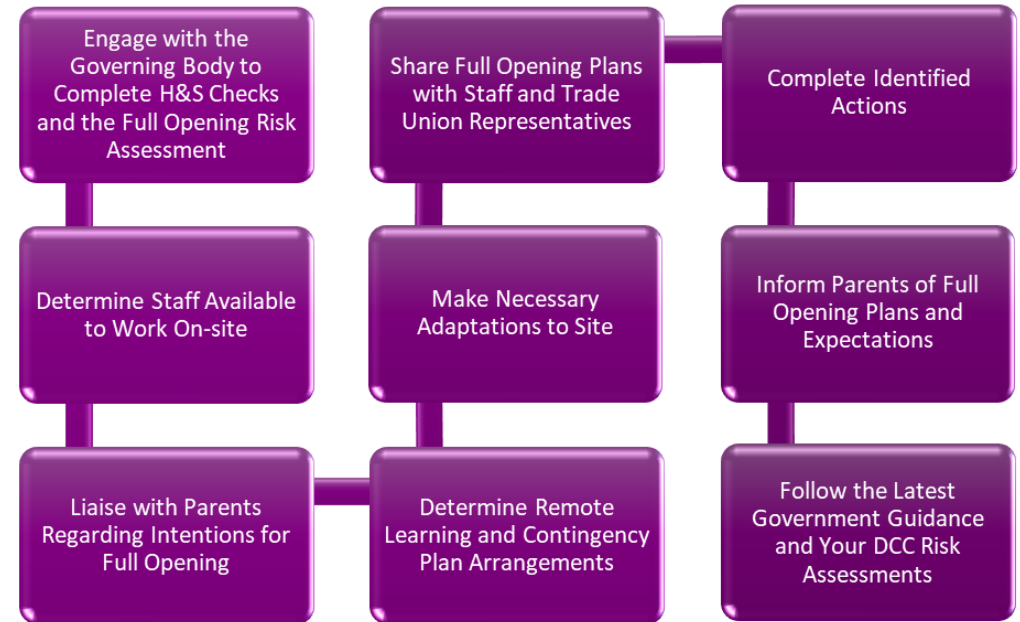 Engage with the
Governing Body to
Complete H&S Checks
and the Full Opening Risk
Assessment
Determine Staff Available
to Work On-site
Liaise with Parents
Regarding Intentions for
Full Opening
Determine Remote
Learning and Contingency
Plan Arrangements
Make Necessary
Adaptations to Site
Share Full Opening Plans
with Staff and Trade
Union Representatives
Complete Identified
Actions
Inform Parents of Full
Opening Plans and
Expectations
Follow the Latest
Government Guidance
and Your DCC Risk
Assessments